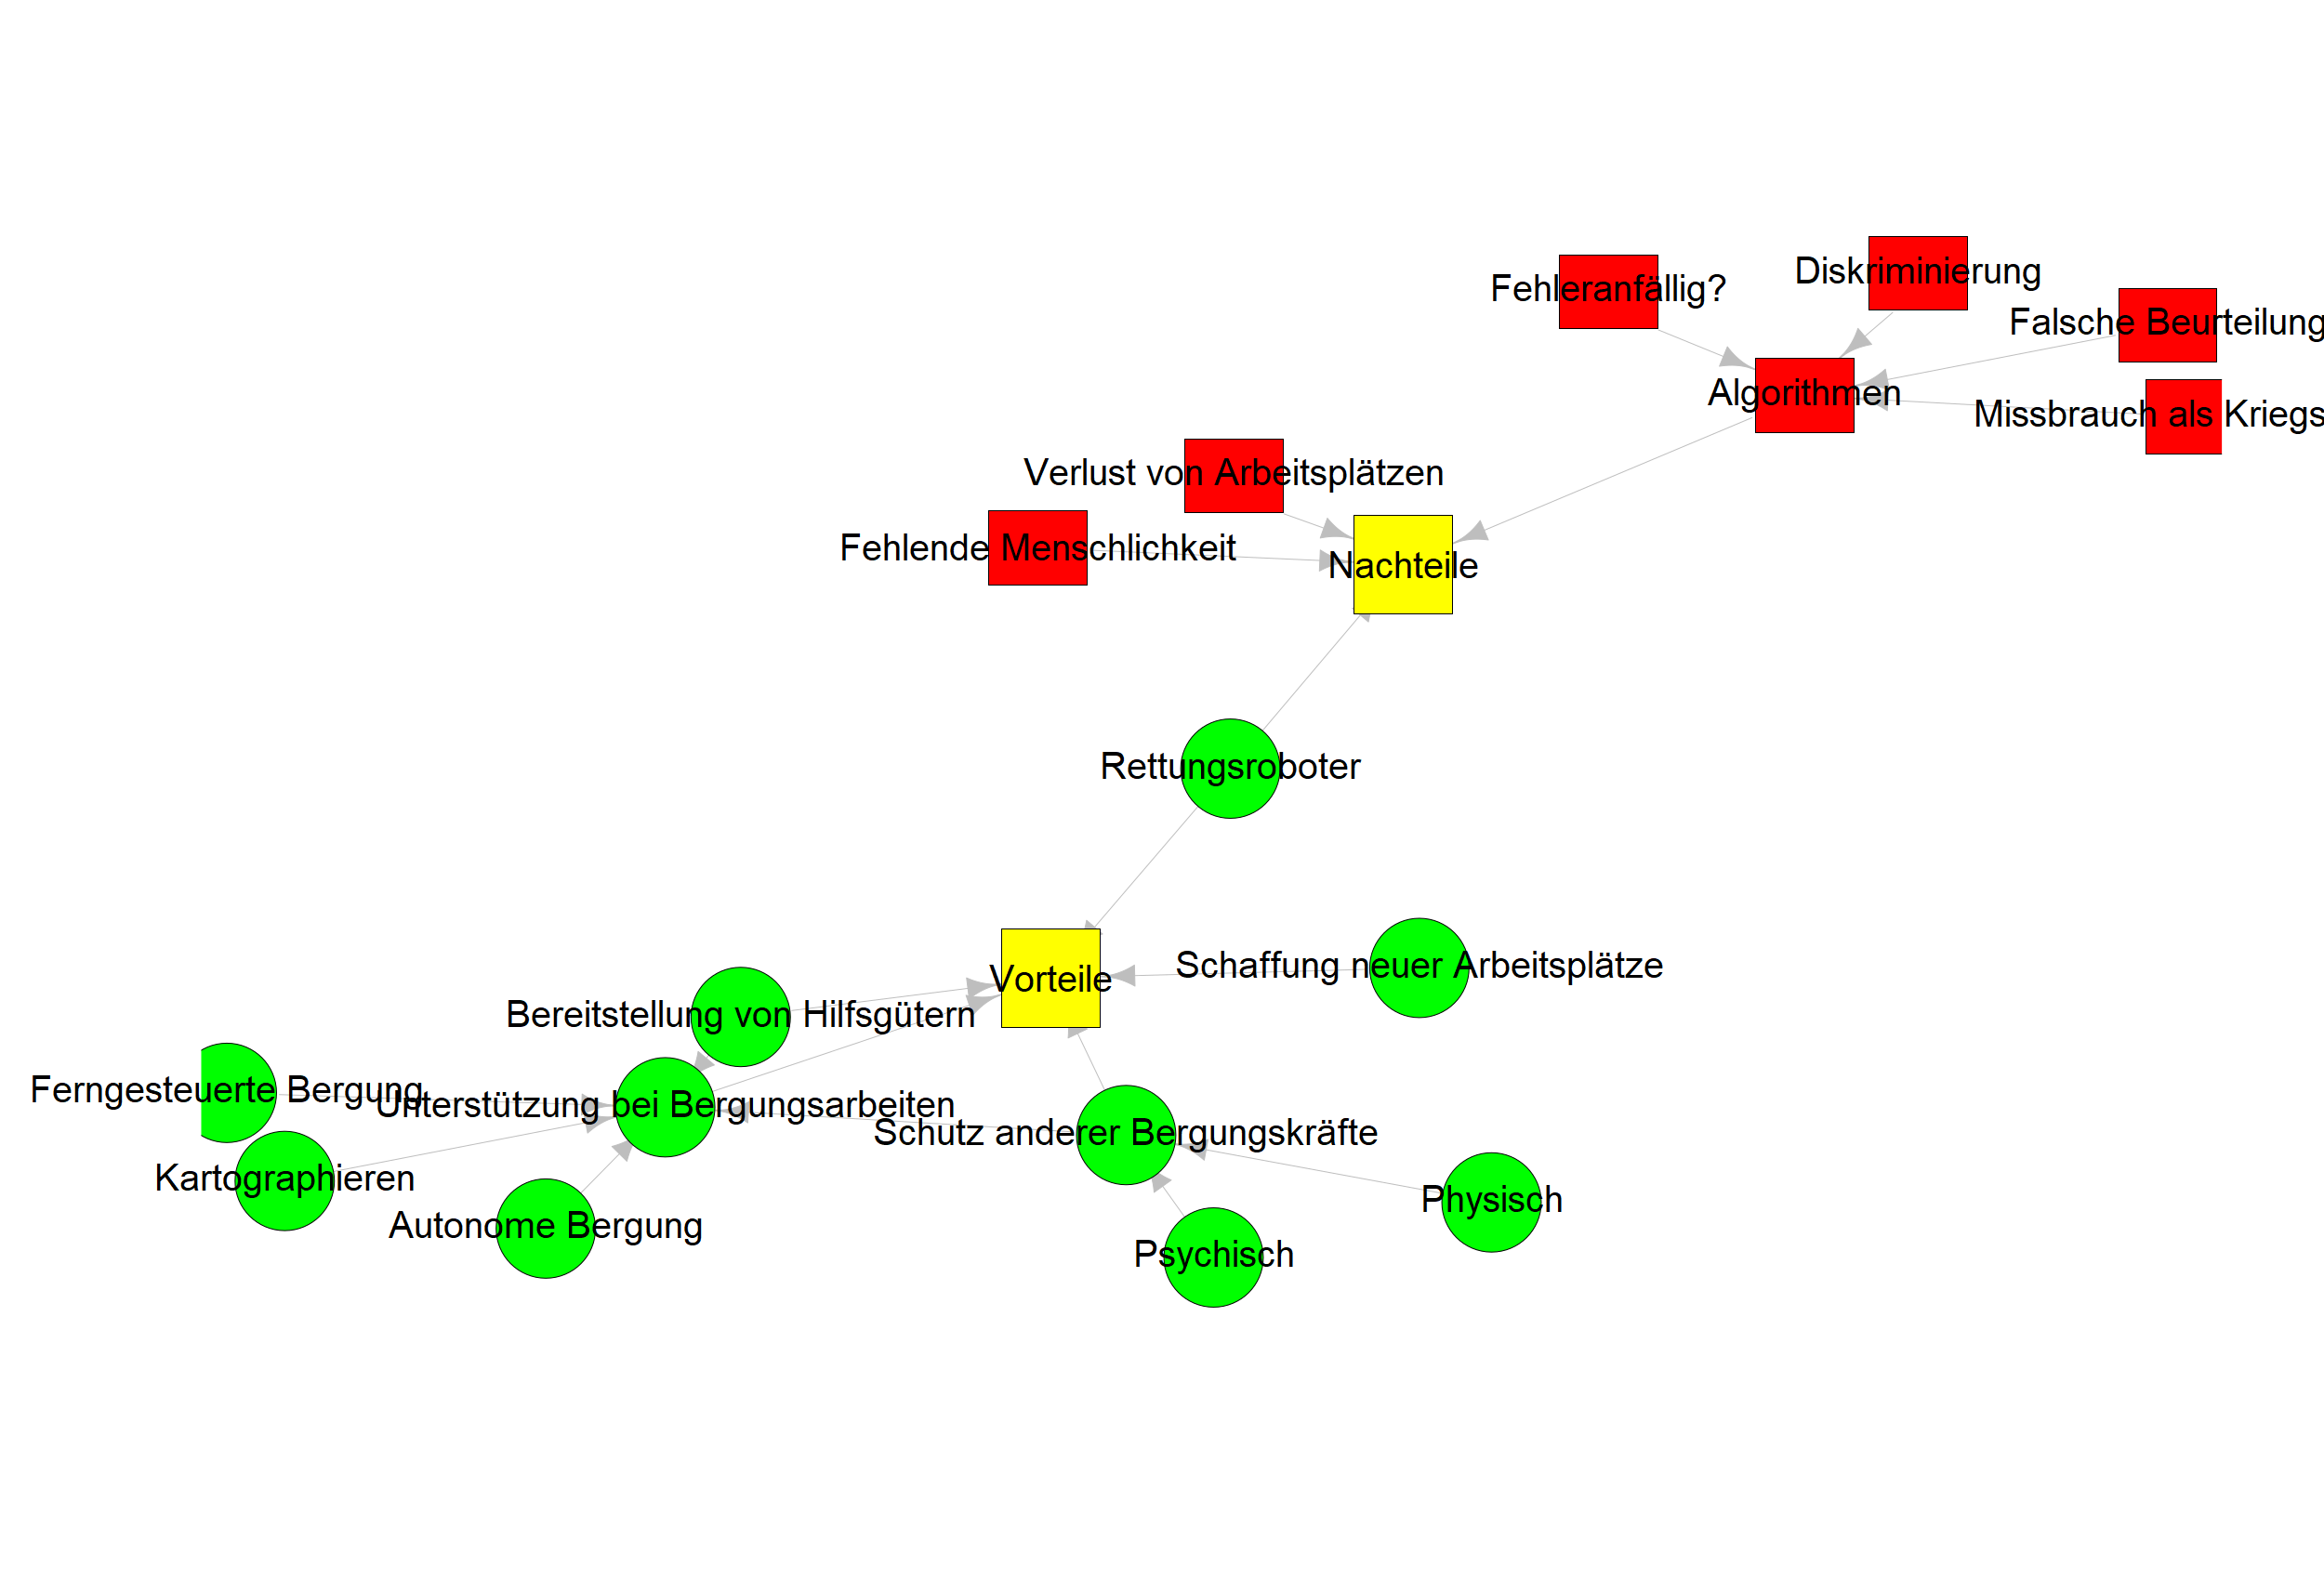 Diskriminierung
Fehleranfällig?
Falsche Beurteilung
Algorithmen
Missbrauch als Kriegs
Verlust von Arbeitsplätzen
Fehlende Menschlichkeit
Nachteile
Rettungsroboter
Schaffung neuer Arbeitsplätze
Vorteile
Bereitstellung von Hilfsgütern
Ferngesteuerte Bergung
Unterstützung bei Bergungsarbeiten
Schutz anderer Bergungskräfte
Kartographieren
Physisch
Autonome Bergung
Psychisch